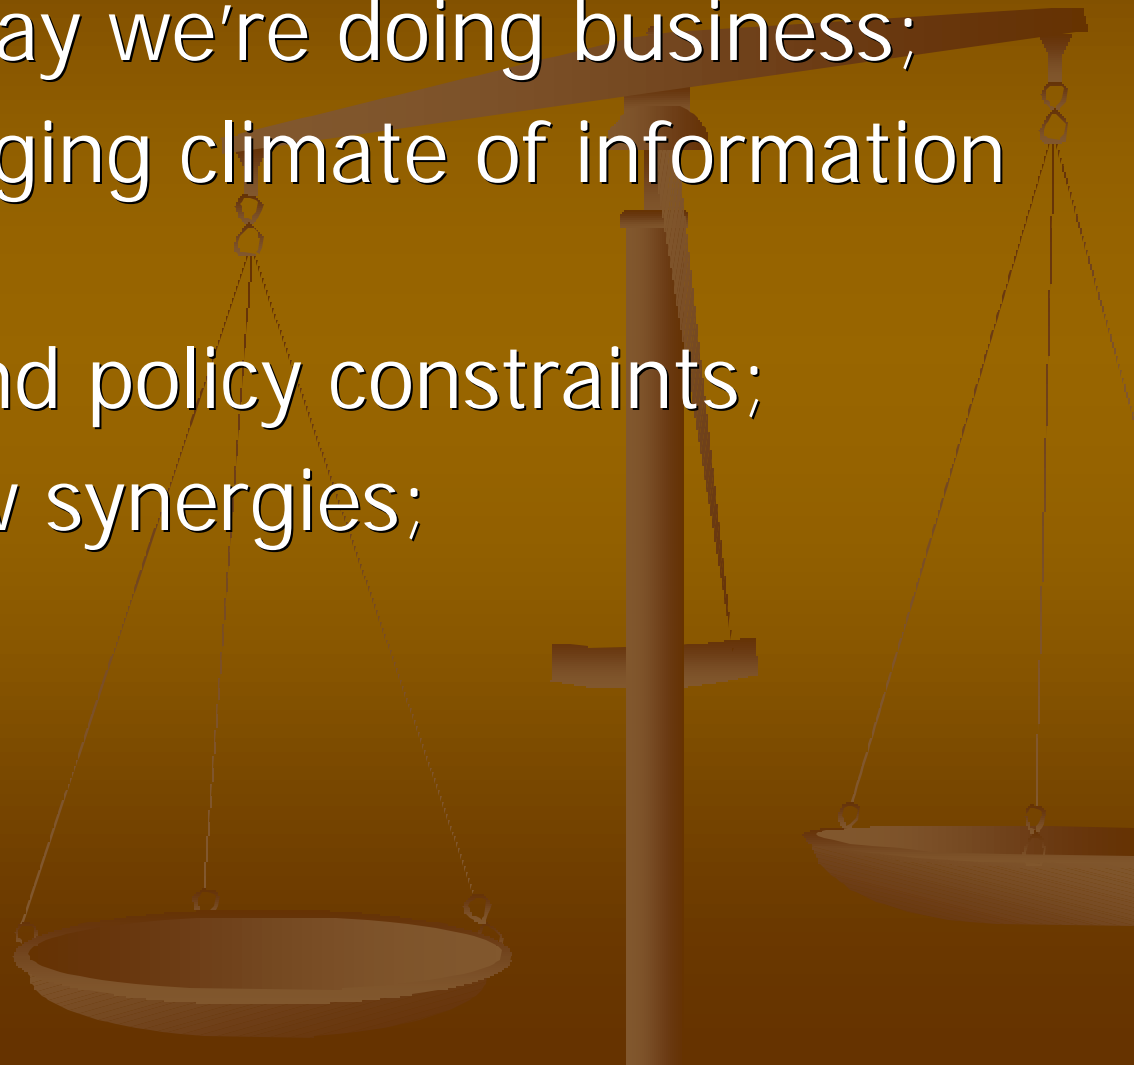 ay we're doing business;
ging climate of information
nd policy constraints;
w synergies;